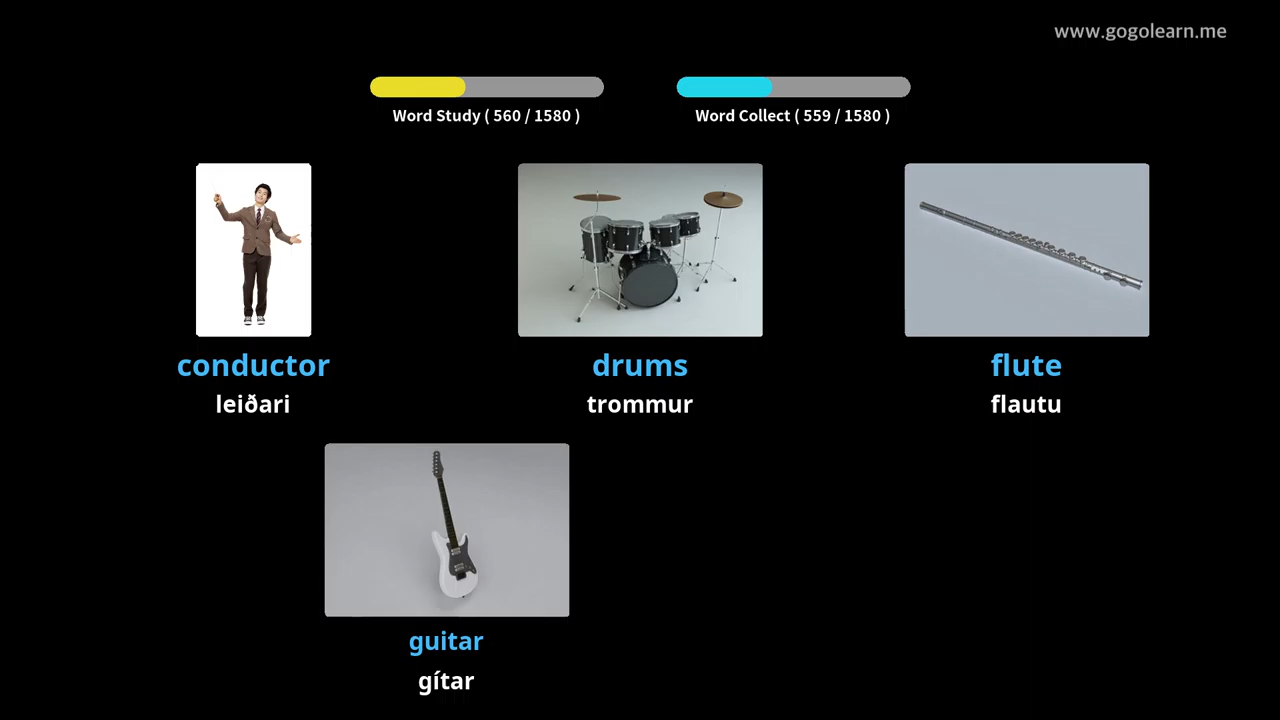 www.gogolearn.me
Word Study ( 560 / 1580 )
Word Collect ( 559 / 1580 )
conductor
leiðari
drums
trommur
flute
flautu
guitar
gítar